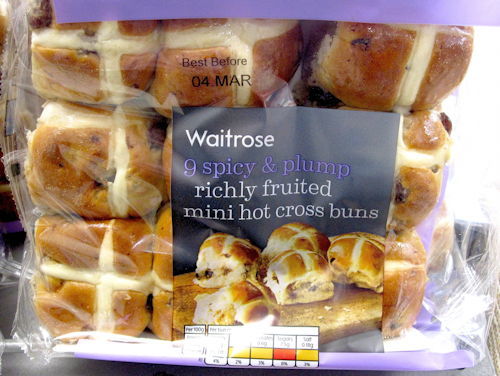 Best Before
04 MAR
Waitrose
9 spicy & plump
richly fruited
mini hot cross buns
Per 100g
Sugars
Salt